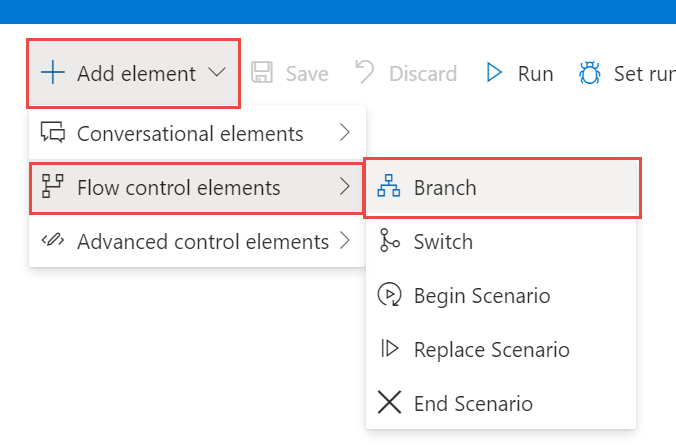 Add element Save Discard Run Set run
Conversational elements
Flow control elements Branch
Advanced control elements Switch
Begin Scenario
Replace Scenario
End Scenario